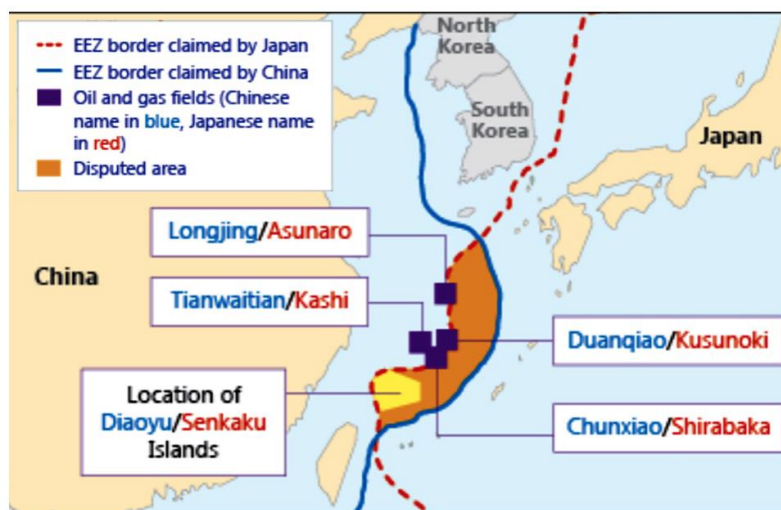 EEZ border claimed by Japan
EEZ border claimed by China
Oil and gas fields (Chinese
name in blue, Japanese name
in red)
Disputed area
North
Korea
South
Korea
Japan
China
Longjing/Asunaro
Tianwaitian/Kashi
Location of
Diaoyu/Senkaku
Islands
Duanqiao/Kusunoki
Chunxiao/Shirabaka